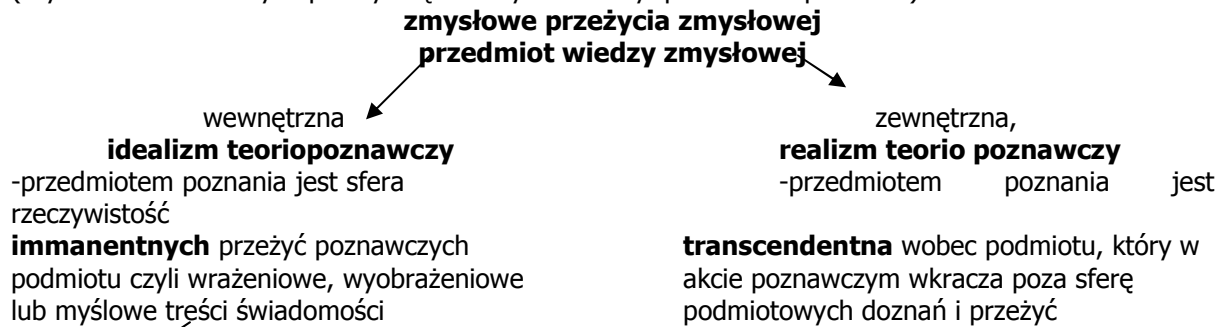 zmysłowe przeżycia zmysłowej
przedmiot wiedzy zmysłowej
wewnętrzna
idealizm teoriopoznawczy
-przedmiotem poznania jest sfera
rzeczywistość
immanentnych przeżyć poznawczych
podmiotu czyli wrażeniowe, wyobrażeniowe
lub myślowe treści świadomości
zewnętrzna,
realizm teorio poznawczy
-przedmiotem poznania jest
transcendentna wobec podmiotu, który w
akcie poznawczym wkracza poza sferę
podmiotowych doznań i przeżyć